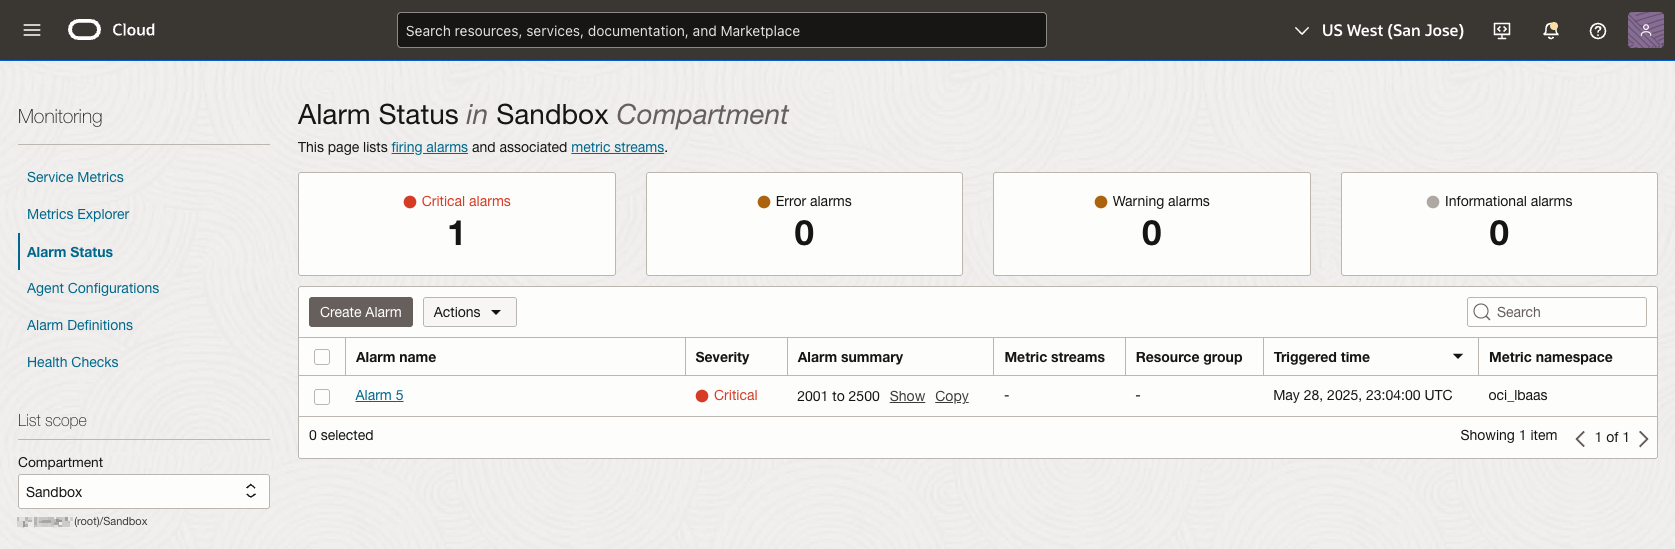 Cloud
Search resources, services, documentation, and Marketplace
US West (San Jose)
Monitoring
Service Metrics
Metrics Explorer
Alarm Status
Agent Configurations
Alarm Definitions
Health Checks
List scope
Compartment
Sandbox
(root)/Sandbox
Alarm Status in Sandbox Compartment
This page lists firing alarms and associated metric streams.
Critical alarms
1
Error alarms
0
Warning alarms
0
Informational alarms
0
Create Alarm Actions Search
Alarm name Severity Alarm summary Metric streams Resource group Triggered time Metric namespace
Alarm 5 Critical 2001 to 2500 Show Copy - - May 28, 2025, 23:04:00 UTC oci_lbaas
0 selected Showing 1 item 1 of 1